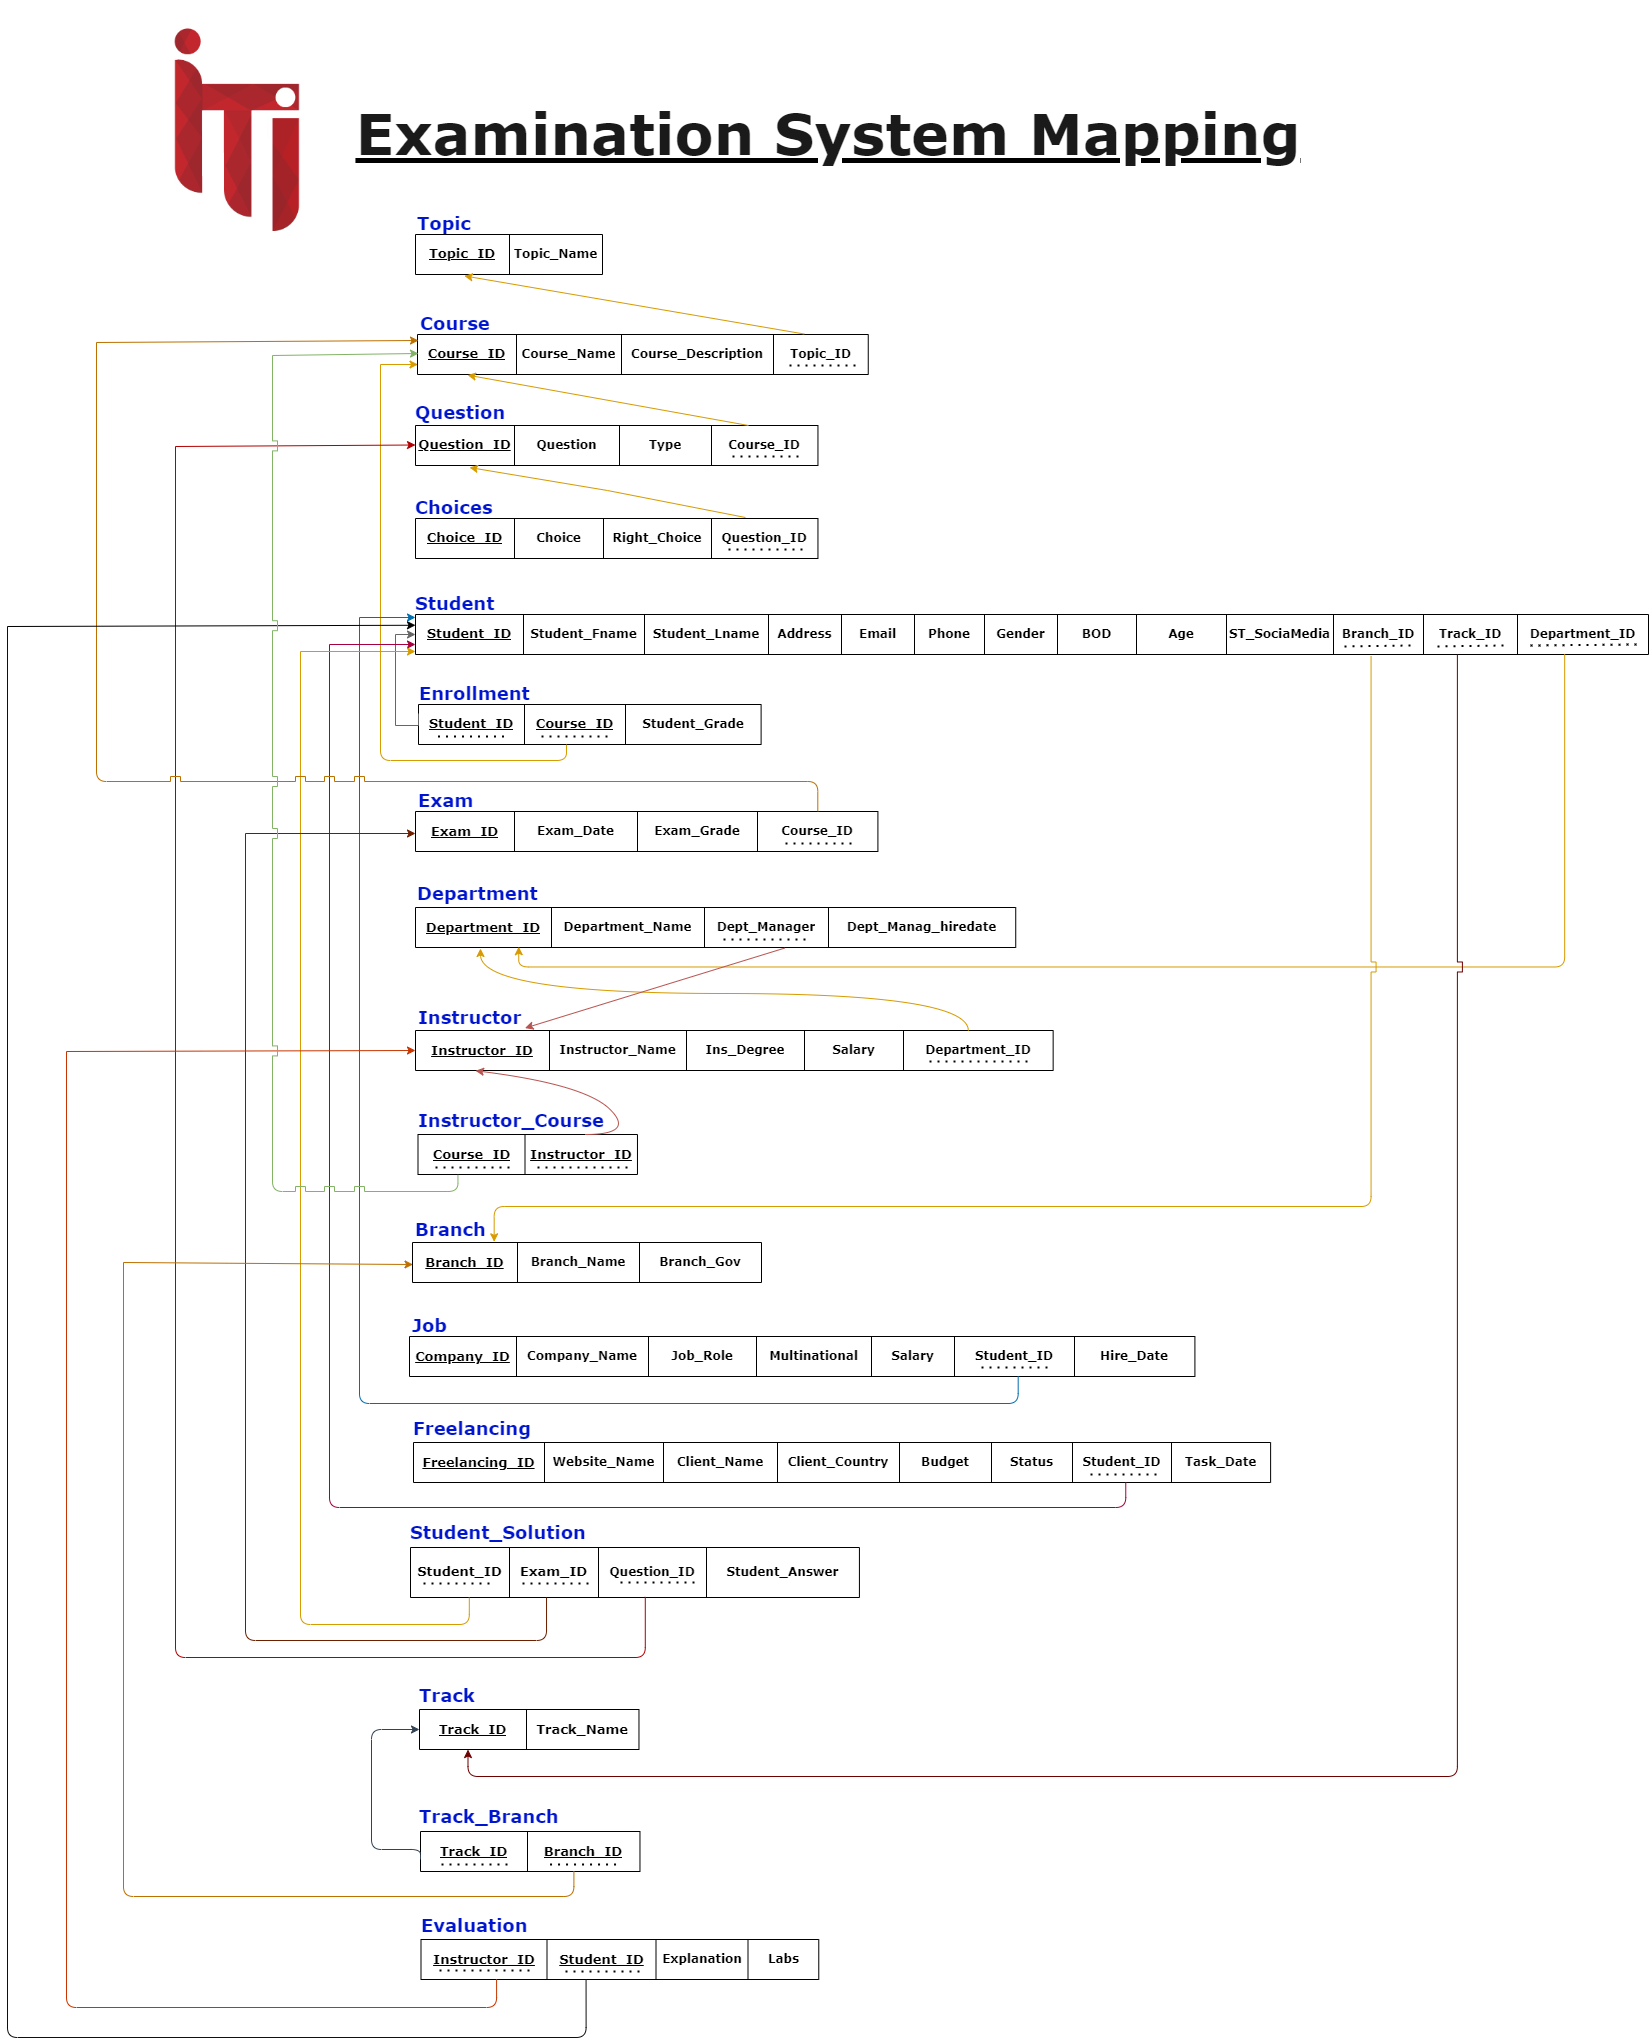 iTi
Examination System Mapping
Topic
Topic_ID Topic_Name
Course
Course_ID Course_Name Course_Description Topic_ID
Question
Question_ID Question Type Course_ID
Choices
Choice_ID Choice Right_Choice Question_ID
Student
Student_ID Student_Fname Student_Lname Address Email Phone Gender BOD Age ST_SociaMedia Branch_ID Track_ID Department_ID
Enrollment
Student_ID Course_ID Student_Grade
Exam
Exam_ID Exam_Date Exam_Grade Course_ID
Department
Department_ID Department_Name Dept_Manager Dept_Manag_hiredate
Instructor
Instructor_ID Instructor_Name Ins_Degree Salary Department_ID
Instructor_Course
Course_ID Instructor_ID
Branch
Branch_ID Branch_Name Branch_Gov
Job
Company_ID Company_Name Job_Role Multinational Salary Student_ID Hire_Date
Freelancing
Freelancing_ID Website_Name Client_Name Client_Country Budget Status Student_ID Task_Date
Student_Solution
Student_ID Exam_ID Question_ID Student_Answer
Track
Track_ID Track_Name
Track_Branch
Track_ID Branch_ID
Evaluation
Instructor_ID Student_ID Explanation Labs